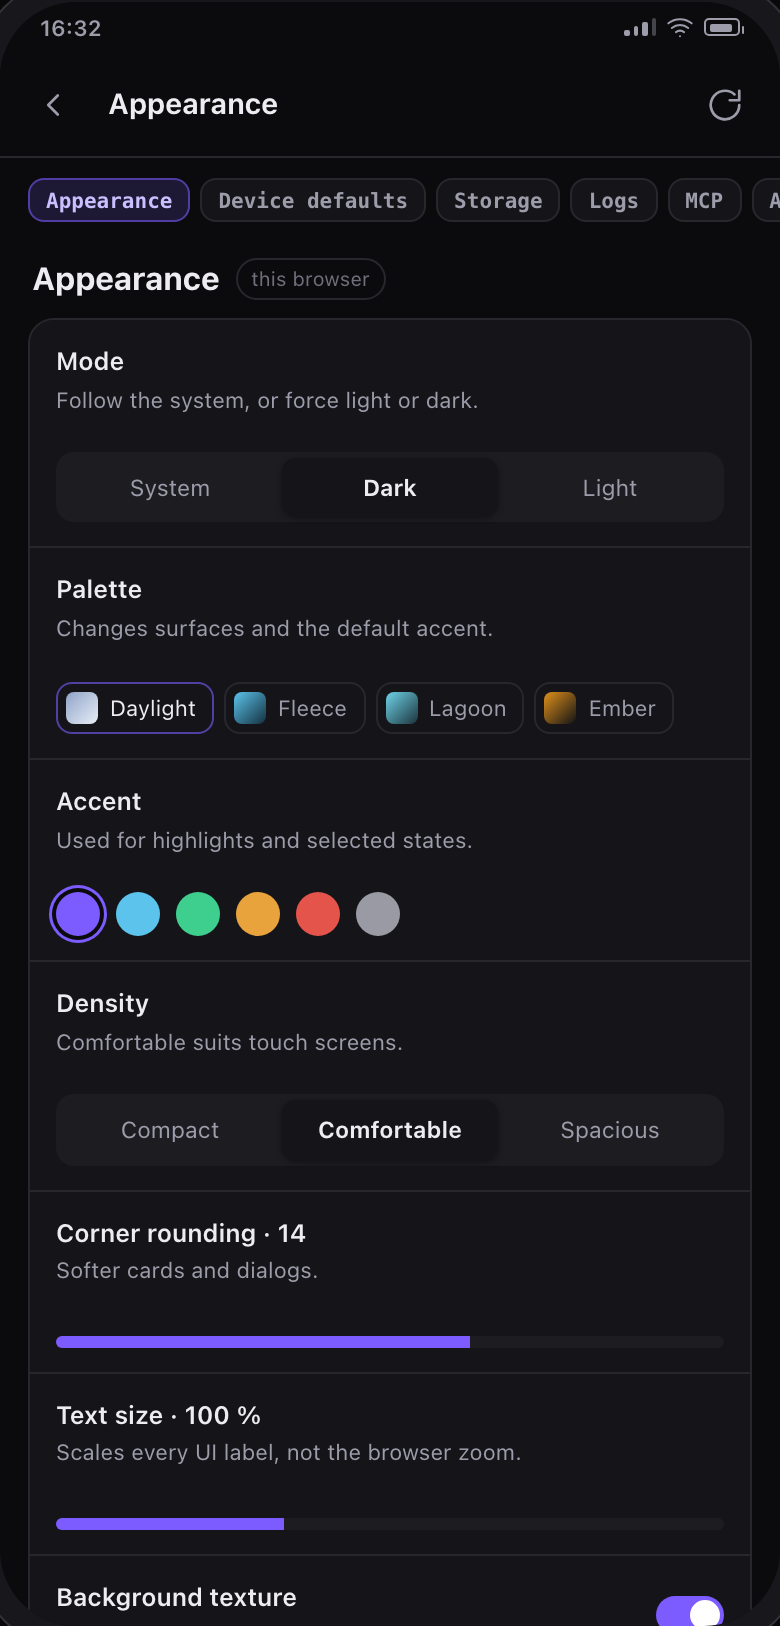 16:32
Appearance
Appearance Device defaults Storage Logs MCP
Appearance this browser
Mode
Follow the system, or force light or dark.
System Dark Light
Palette
Changes surfaces and the default accent.
Daylight Fleece Lagoon Ember
Accent
Used for highlights and selected states.
Density
Comfortable suits touch screens.
Compact Comfortable Spacious
Corner rounding · 14
Softer cards and dialogs.
Text size · 100 %
Scales every UI label, not the browser zoom.
Background texture